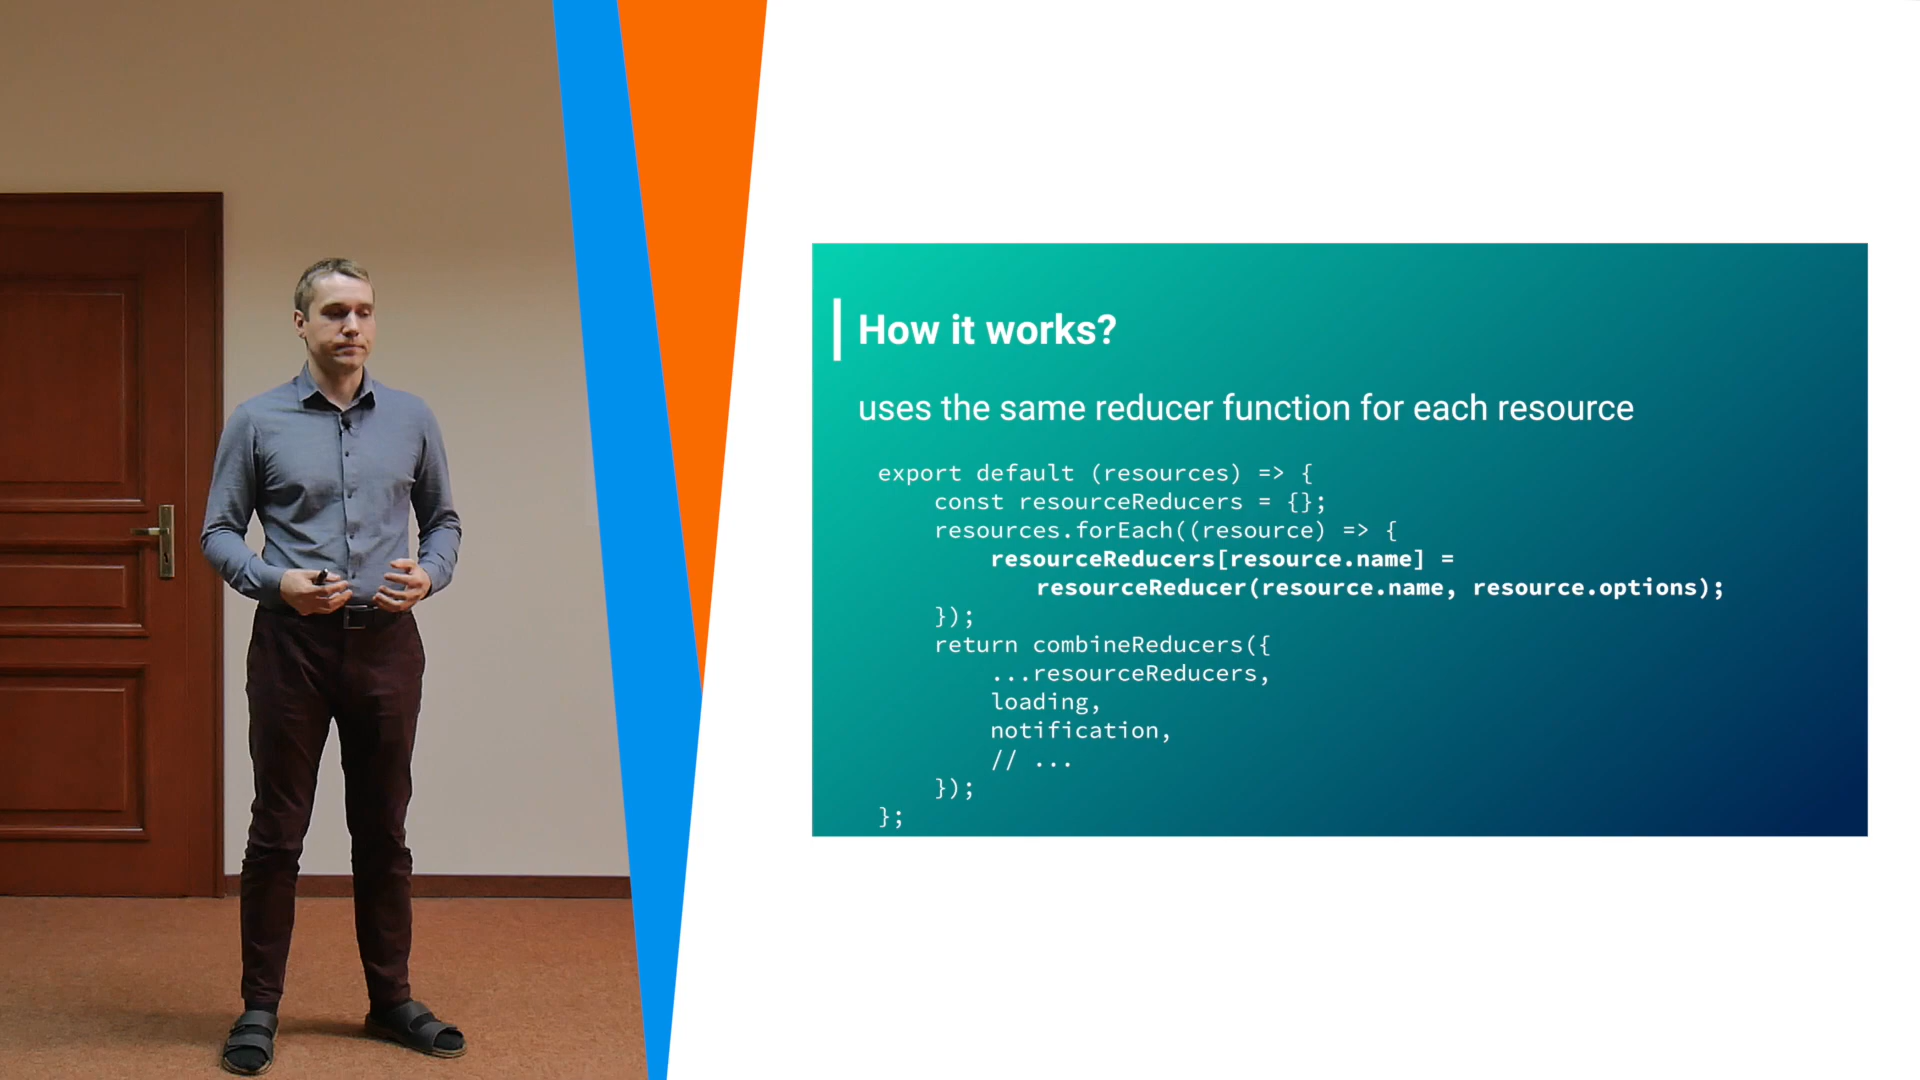 How it works?
uses the same reducer function for each resource
export default (resources) => {
    const resourceReducers = {};
    resources.forEach((resource) => {
        resourceReducers[resource.name] =
            resourceReducer(resource.name, resource.options);
    });
    return combineReducers({
        ...resourceReducers,
        loading,
        notification,
        // ...
    });
};